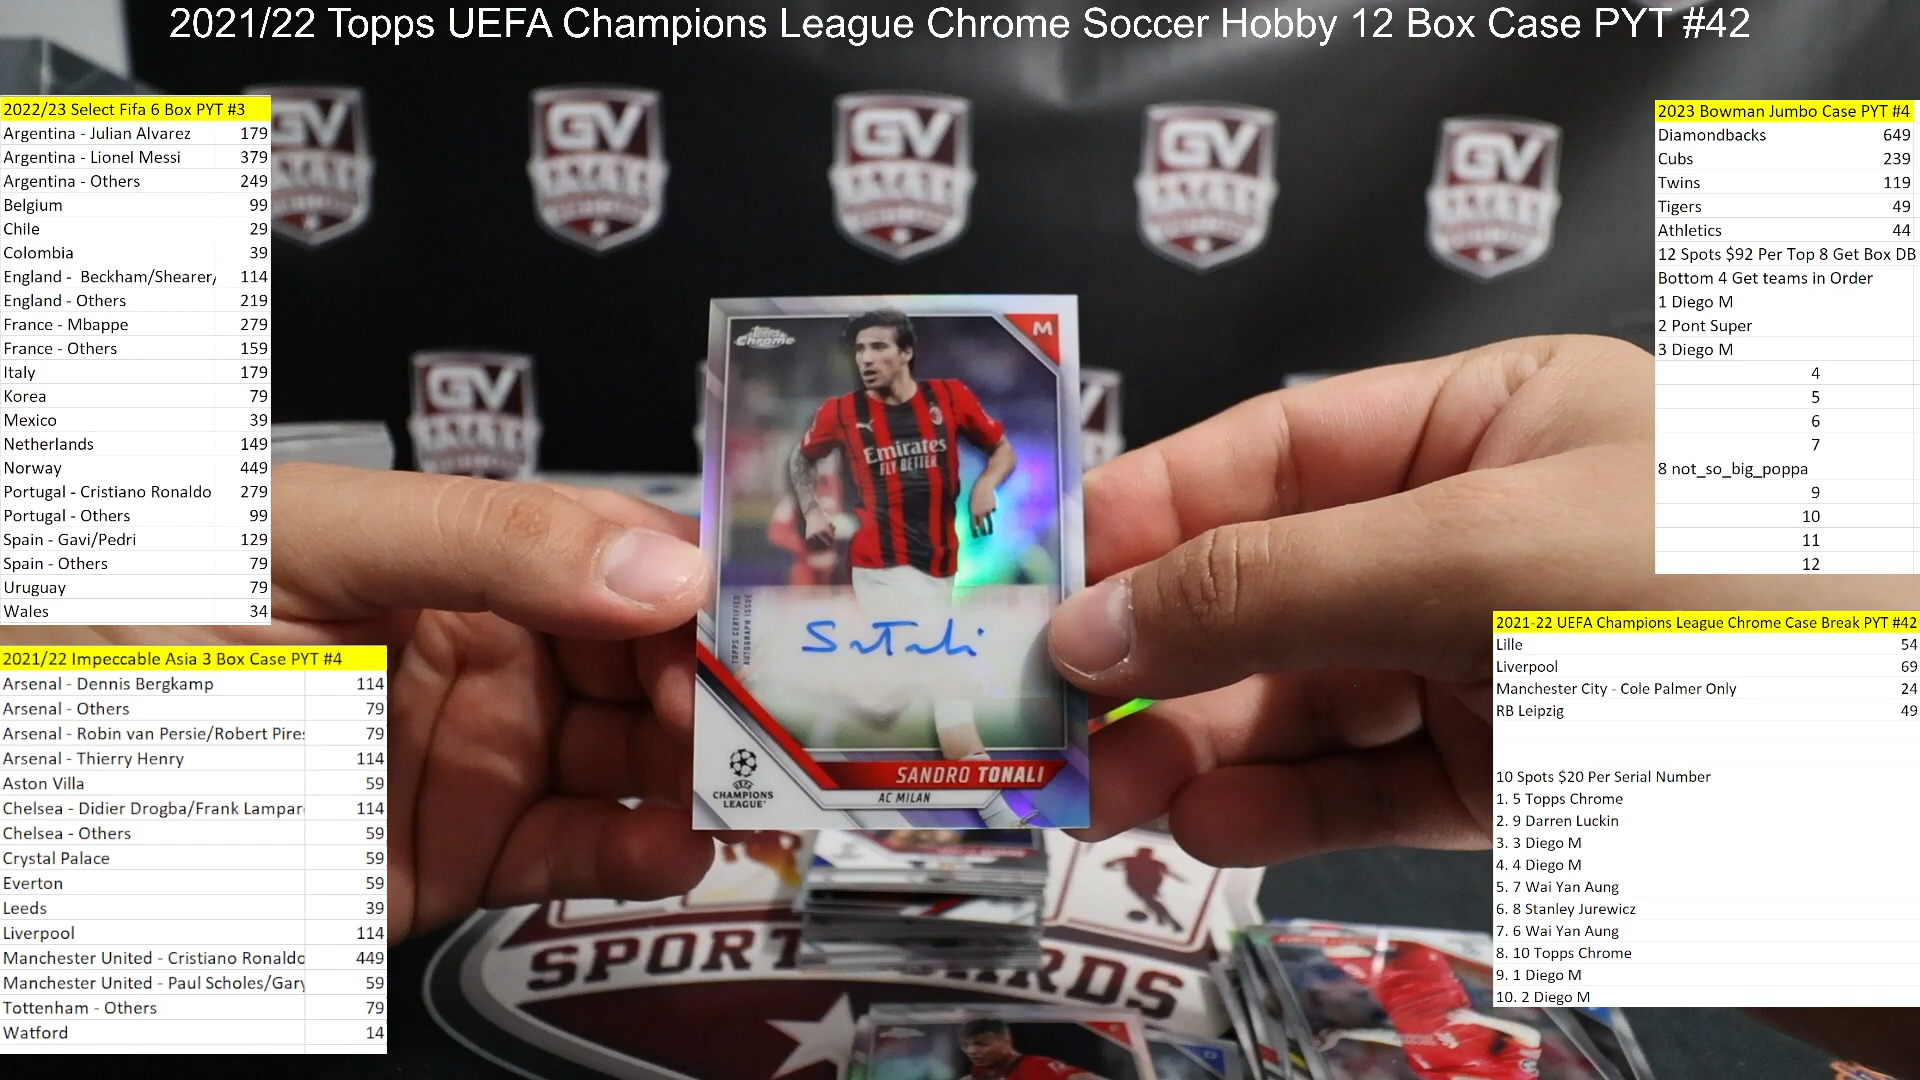 2021/22 Topps UEFA Champions League Chrome Soccer Hobby 12 Box Case PYT #42
2022/23 Select Fifa 6 Box PYT #3
Argentina - Julian Alvarez 179
Argentina - Lionel Messi 379
Argentina - Others 249
Belgium 99
Chile 29
Colombia 39
England - Beckham/Shearer/ 114
England - Others 219
France - Mbappe 279
France - Others 159
Italy 179
Korea 79
Mexico 39
Netherlands 149
Norway 449
Portugal - Cristiano Ronaldo 279
Portugal - Others 99
Spain - Gavi/Pedri 129
Spain - Others 79
Uruguay 79
Wales 34
2021/22 Impeccable Asia 3 Box Case PYT #4
Arsenal - Dennis Bergkamp 114
Arsenal - Others 79
Arsenal - Robin van Persie/Robert Pires 79
Arsenal - Thierry Henry 114
Aston Villa 59
Chelsea - Didier Drogba/Frank Lampar 114
Chelsea - Others 59
Crystal Palace 59
Everton 59
Leeds 39
Liverpool 114
Manchester United - Cristiano Ronaldo 449
Manchester United - Paul Scholes/Gary 59
Tottenham - Others 79
Watford 14
GV
GV
GV
GV
GV
GV
Topps
Chrome
M
Emirates
FLY BETTER
TOPPS CERTIFIED
AUTOGRAPH ISSUE
SANDRO TONALI
AC MILAN
UEFA
CHAMPIONS
LEAGUE
SPORT CARDS
2023 Bowman Jumbo Case PYT #4
Diamondbacks 649
Cubs 239
Twins 119
Tigers 49
Athletics 44
12 Spots $92 Per Top 8 Get Box DB
Bottom 4 Get teams in Order
1 Diego M
2 Pont Super
3 Diego M
4
5
6
7
8 not_so_big_poppa
9
10
11
12
2021-22 UEFA Champions League Chrome Case Break PYT #42
Lille 54
Liverpool 69
Manchester City - Cole Palmer Only 24
RB Leipzig 49
10 Spots $20 Per Serial Number
1. 5 Topps Chrome
2. 9 Darren Luckin
3. 3 Diego M
4. 4 Diego M
5. 7 Wai Yan Aung
6. 8 Stanley Jurewicz
7. 6 Wai Yan Aung
8. 10 Topps Chrome
9. 1 Diego M
10. 2 Diego M